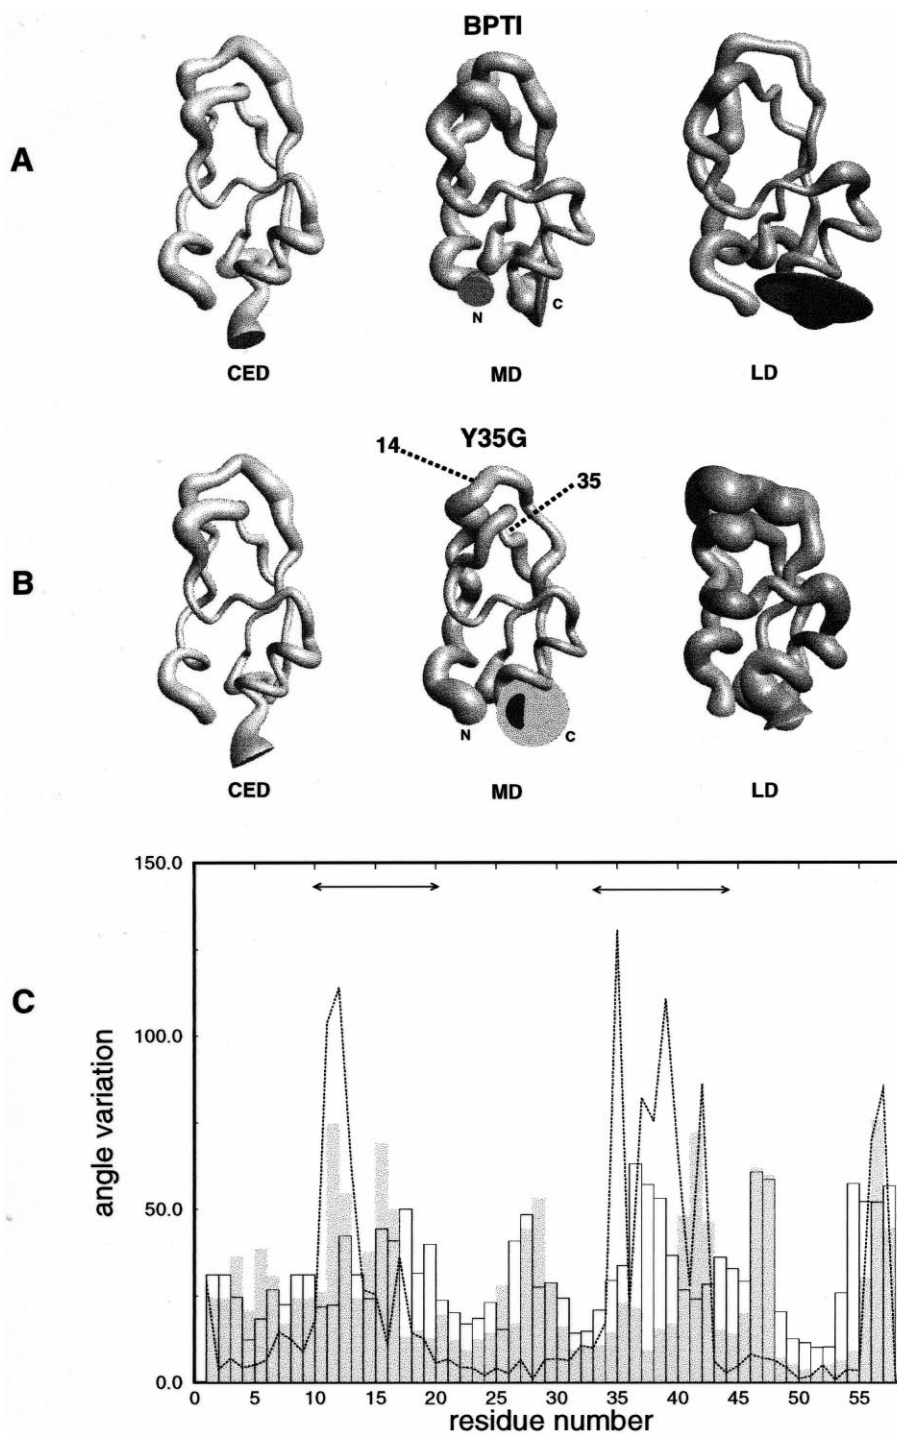 BPTI
A
N
C
CED
MD
LD
Y35G
14
35
B
N
C
CED
MD
LD
C
angle variation
150.0
100.0
50.0
0.0
0 5 10 15 20 25 30 35 40 45 50 55
residue number